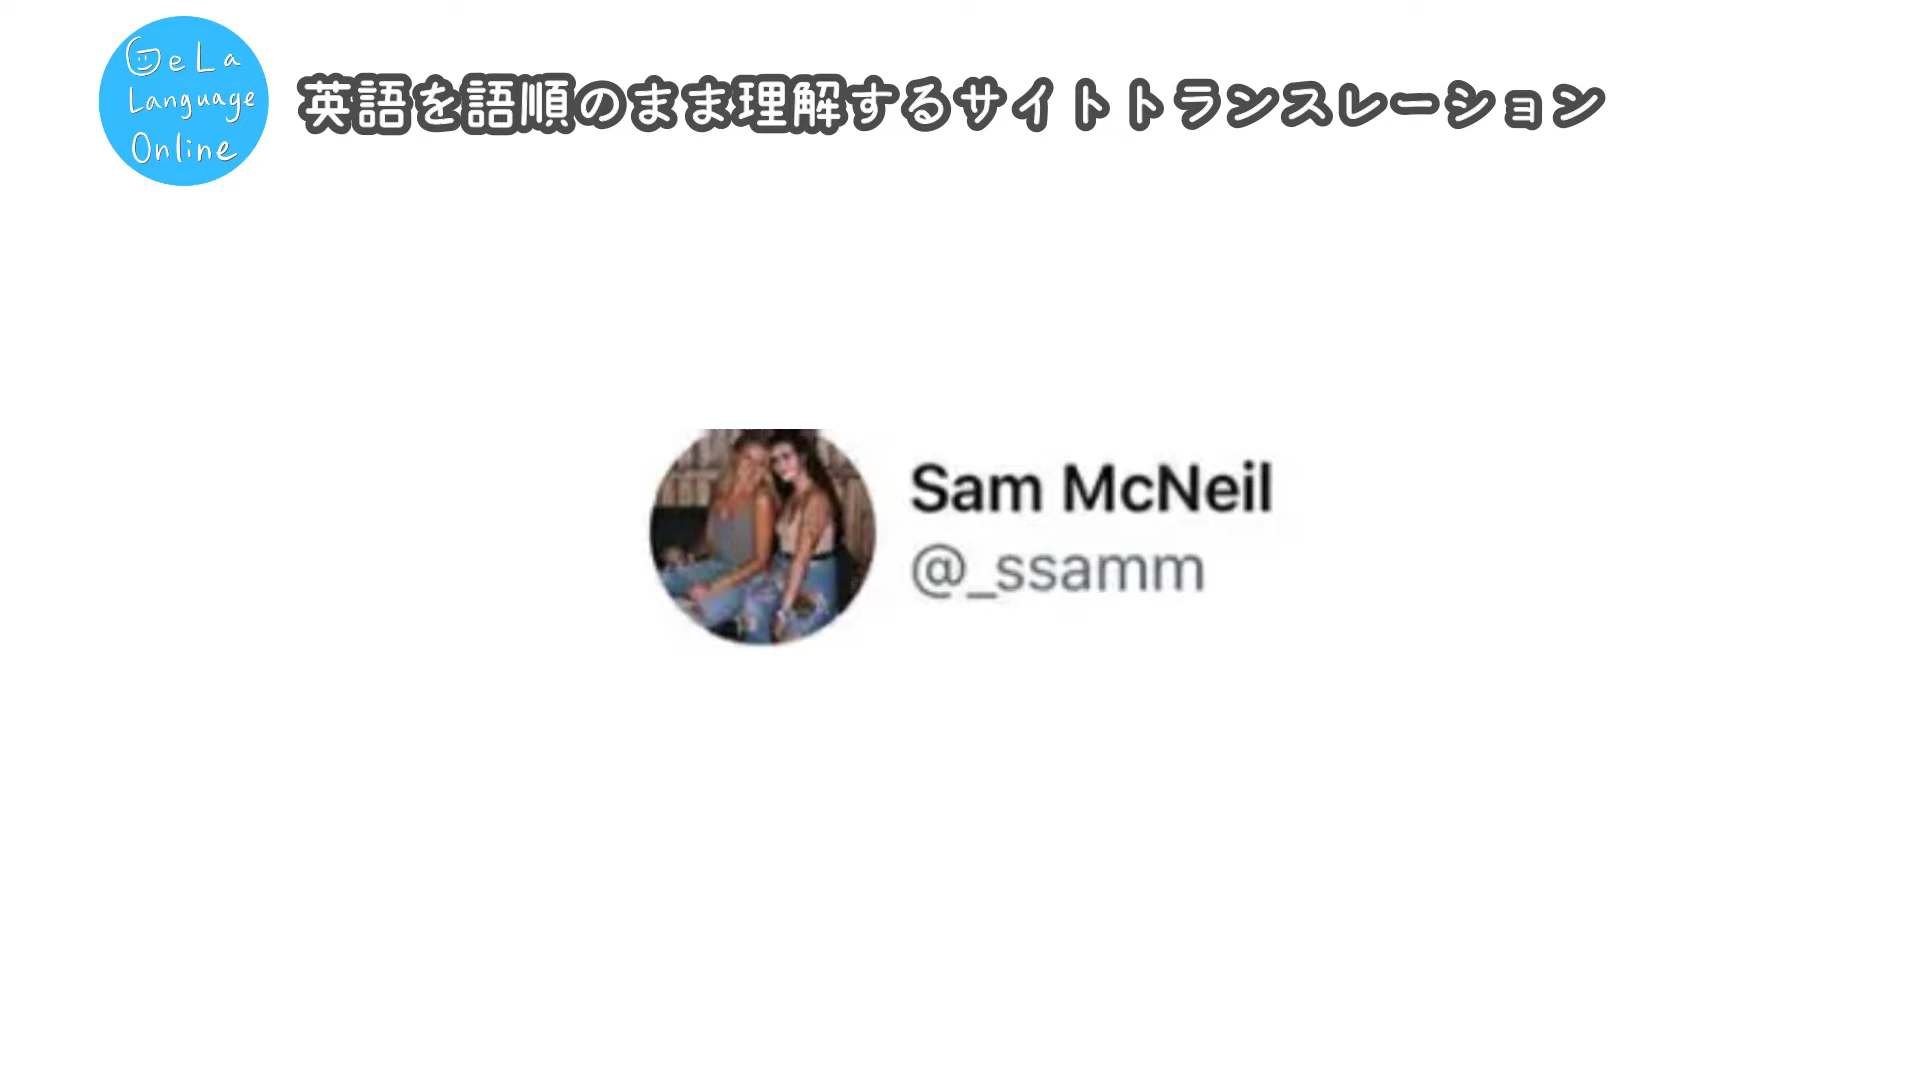 GeLa
Language
Online
英語を語順のまま理解するサイトトランスレーション
Sam McNeil
@_ssamm